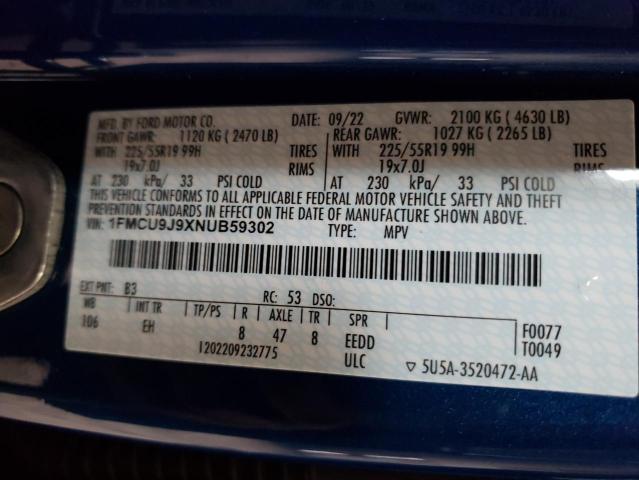 MFD. BY FORD MOTOR CO. DATE: 09/22 GVWR: 2100 KG ( 4630 LB)
FRONT GAWR: 1120 KG ( 2470 LB) REAR GAWR: 1027 KG ( 2265 LB)
WITH 225/55R19 99H TIRES WITH 225/55R19 99H TIRES
19x7.0J RIMS 19x7.0J RIMS
AT 230 kPa/ 33 PSI COLD AT 230 kPa/ 33 PSI COLD
THIS VEHICLE CONFORMS TO ALL APPLICABLE FEDERAL MOTOR VEHICLE SAFETY AND THEFT
PREVENTION STANDARDS IN EFFECT ON THE DATE OF MANUFACTURE SHOWN ABOVE.
VIN: 1FMCU9J9XNUB59302 TYPE: MPV
EXT PNT: B3 RC: 53 DSO:
WB INT TR TP/PS R AXLE TR SPR
106 EH 8 47 8 EEDD F0077
1202209232775 ULC T0049
▽ 5U5A-3520472-AA